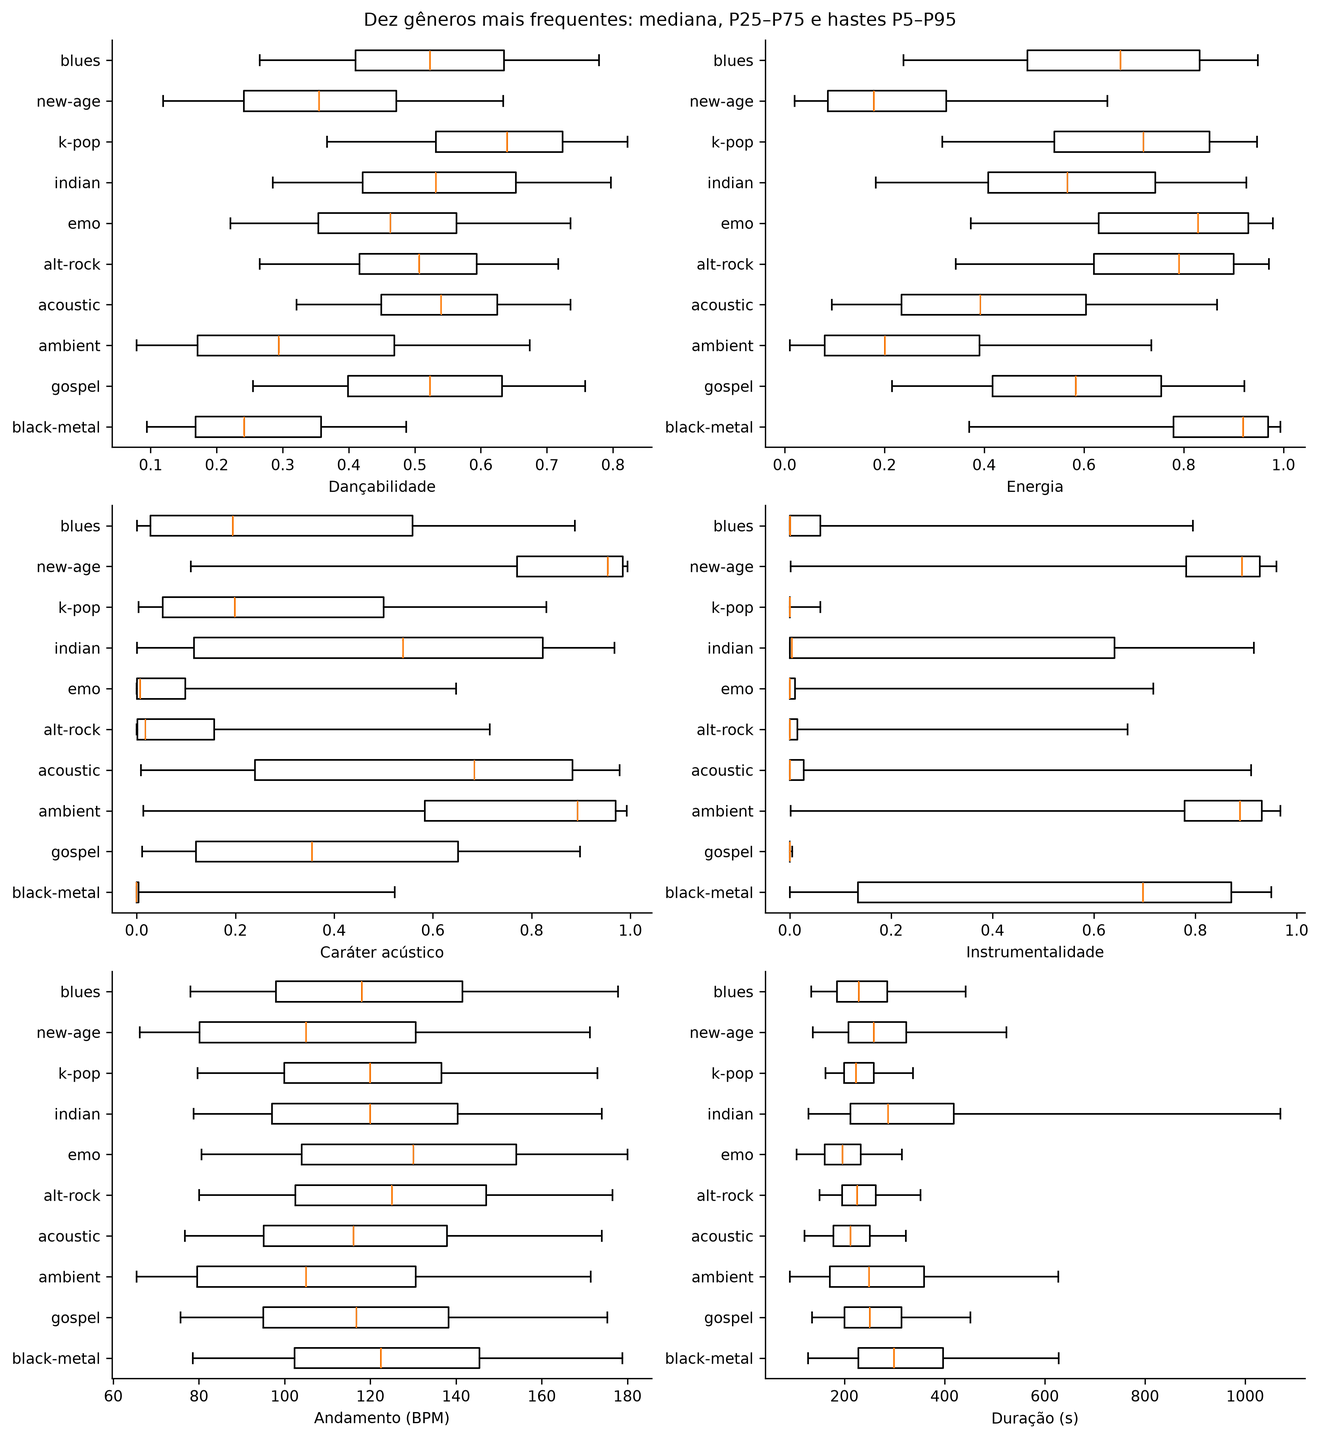 Dez gêneros mais frequentes: mediana, P25–P75 e hastes P5–P95
blues
new-age
k-pop
indian
emo
alt-rock
acoustic
ambient
gospel
black-metal
0.1 0.2 0.3 0.4 0.5 0.6 0.7 0.8
Dançabilidade
blues
new-age
k-pop
indian
emo
alt-rock
acoustic
ambient
gospel
black-metal
0.0 0.2 0.4 0.6 0.8 1.0
Energia
blues
new-age
k-pop
indian
emo
alt-rock
acoustic
ambient
gospel
black-metal
0.0 0.2 0.4 0.6 0.8 1.0
Caráter acústico
blues
new-age
k-pop
indian
emo
alt-rock
acoustic
ambient
gospel
black-metal
0.0 0.2 0.4 0.6 0.8 1.0
Instrumentalidade
blues
new-age
k-pop
indian
emo
alt-rock
acoustic
ambient
gospel
black-metal
60 80 100 120 140 160 180
Andamento (BPM)
blues
new-age
k-pop
indian
emo
alt-rock
acoustic
ambient
gospel
black-metal
200 400 600 800 1000
Duração (s)